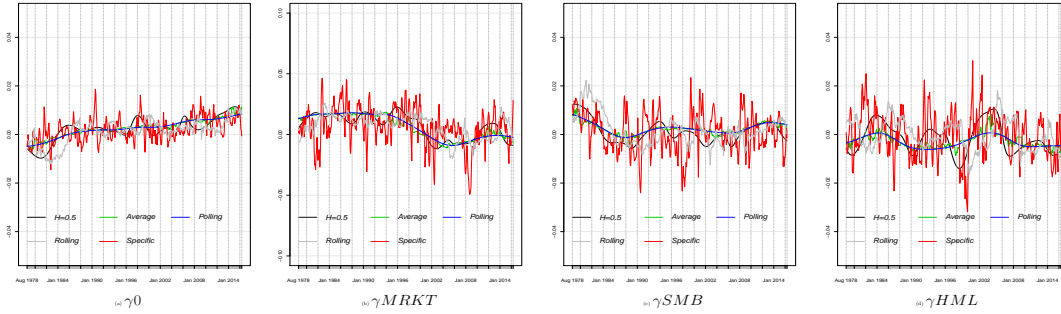 0.04
0.02
0.00
-0.02
-0.04
H=0.5 Average Polling
Rolling Specific
Aug 1978 Jan 1984 Jan 1990 Jan 1996 Jan 2002 Jan 2008 Jan 2014
(a) γ0
0.10
0.05
0.00
-0.05
-0.10
H=0.5 Average Polling
Rolling Specific
Aug 1978 Jan 1984 Jan 1990 Jan 1996 Jan 2002 Jan 2008 Jan 2014
(b) γMRKT
0.04
0.02
0.00
-0.02
-0.04
H=0.5 Average Polling
Rolling Specific
Aug 1978 Jan 1984 Jan 1990 Jan 1996 Jan 2002 Jan 2008 Jan 2014
(c) γSMB
0.04
0.02
0.00
-0.02
-0.04
H=0.5 Average Polling
Rolling Specific
Aug 1978 Jan 1984 Jan 1990 Jan 1996 Jan 2002 Jan 2008 Jan 2014
(d) γHML